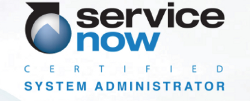 service
now
CERTIFIED
SYSTEM ADMINISTRATOR